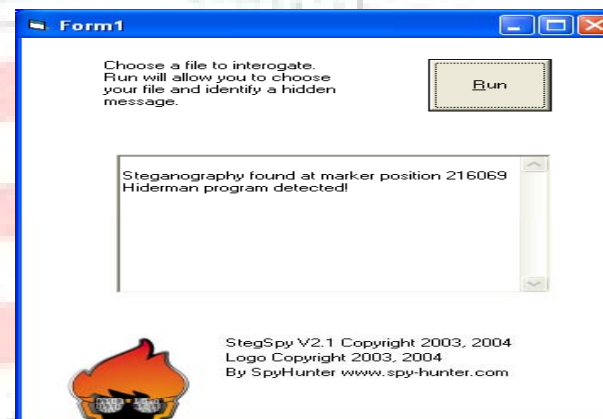 Form1
Choose a file to interogate.
Run will allow you to choose
your file and identify a hidden
message.
Run
Steganography found at marker position 216069
Hiderman program detected!
StegSpy V2.1 Copyright 2003, 2004
Logo Copyright 2003, 2004
By SpyHunter www.spy-hunter.com